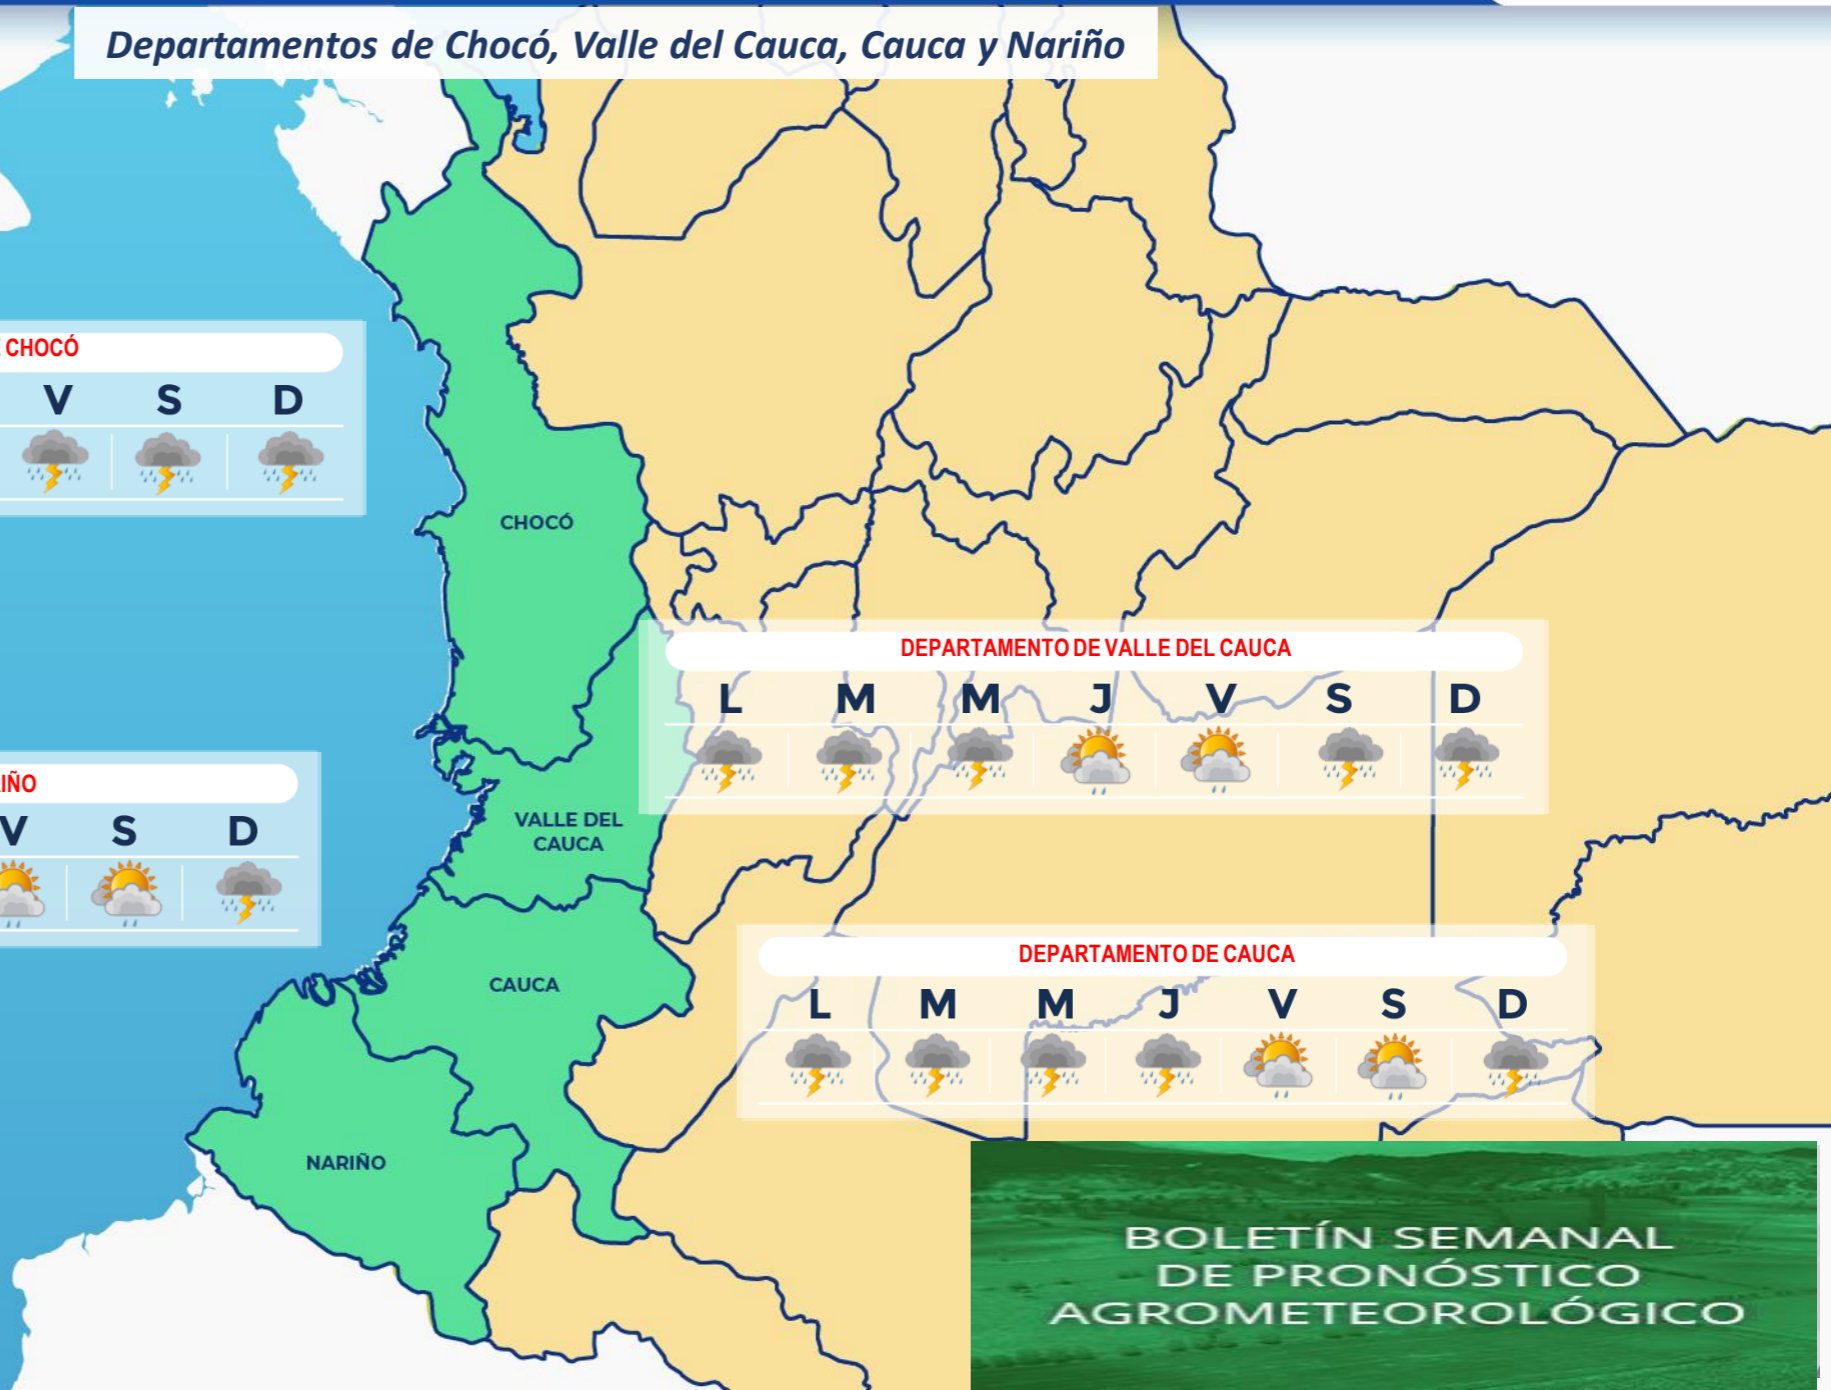 Departamentos de Chocó, Valle del Cauca, Cauca y Nariño
CHOCÓ
V S D
CHOCÓ
DEPARTAMENTO DE VALLE DEL CAUCA
L M M J V S D
VALLE DEL
CAUCA
V S D
DEPARTAMENTO DE CAUCA
L M M J V S D
CAUCA
NARIÑO
BOLETÍN SEMANAL
DE PRONÓSTICO
AGROMETEOROLÓGICO